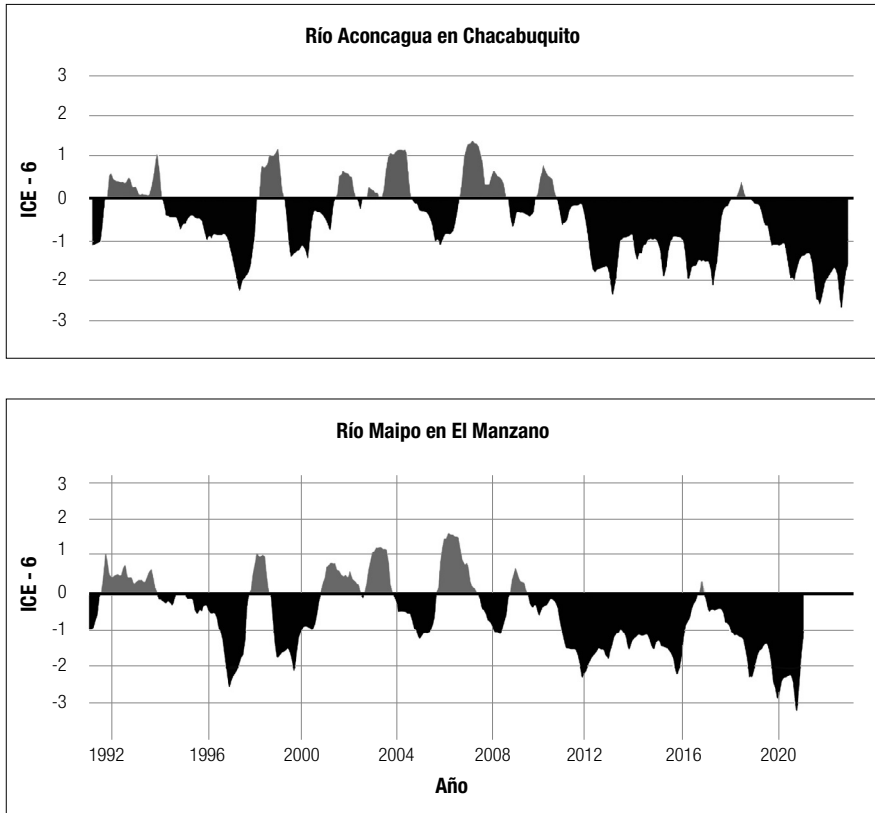 Río Aconcagua en Chacabuquito
3
2
1
0
-1
-2
-3
ICE - 6
Río Maipo en El Manzano
3
2
1
0
-1
-2
-3
ICE - 6
1992 1996 2000 2004 2008 2012 2016 2020
Año